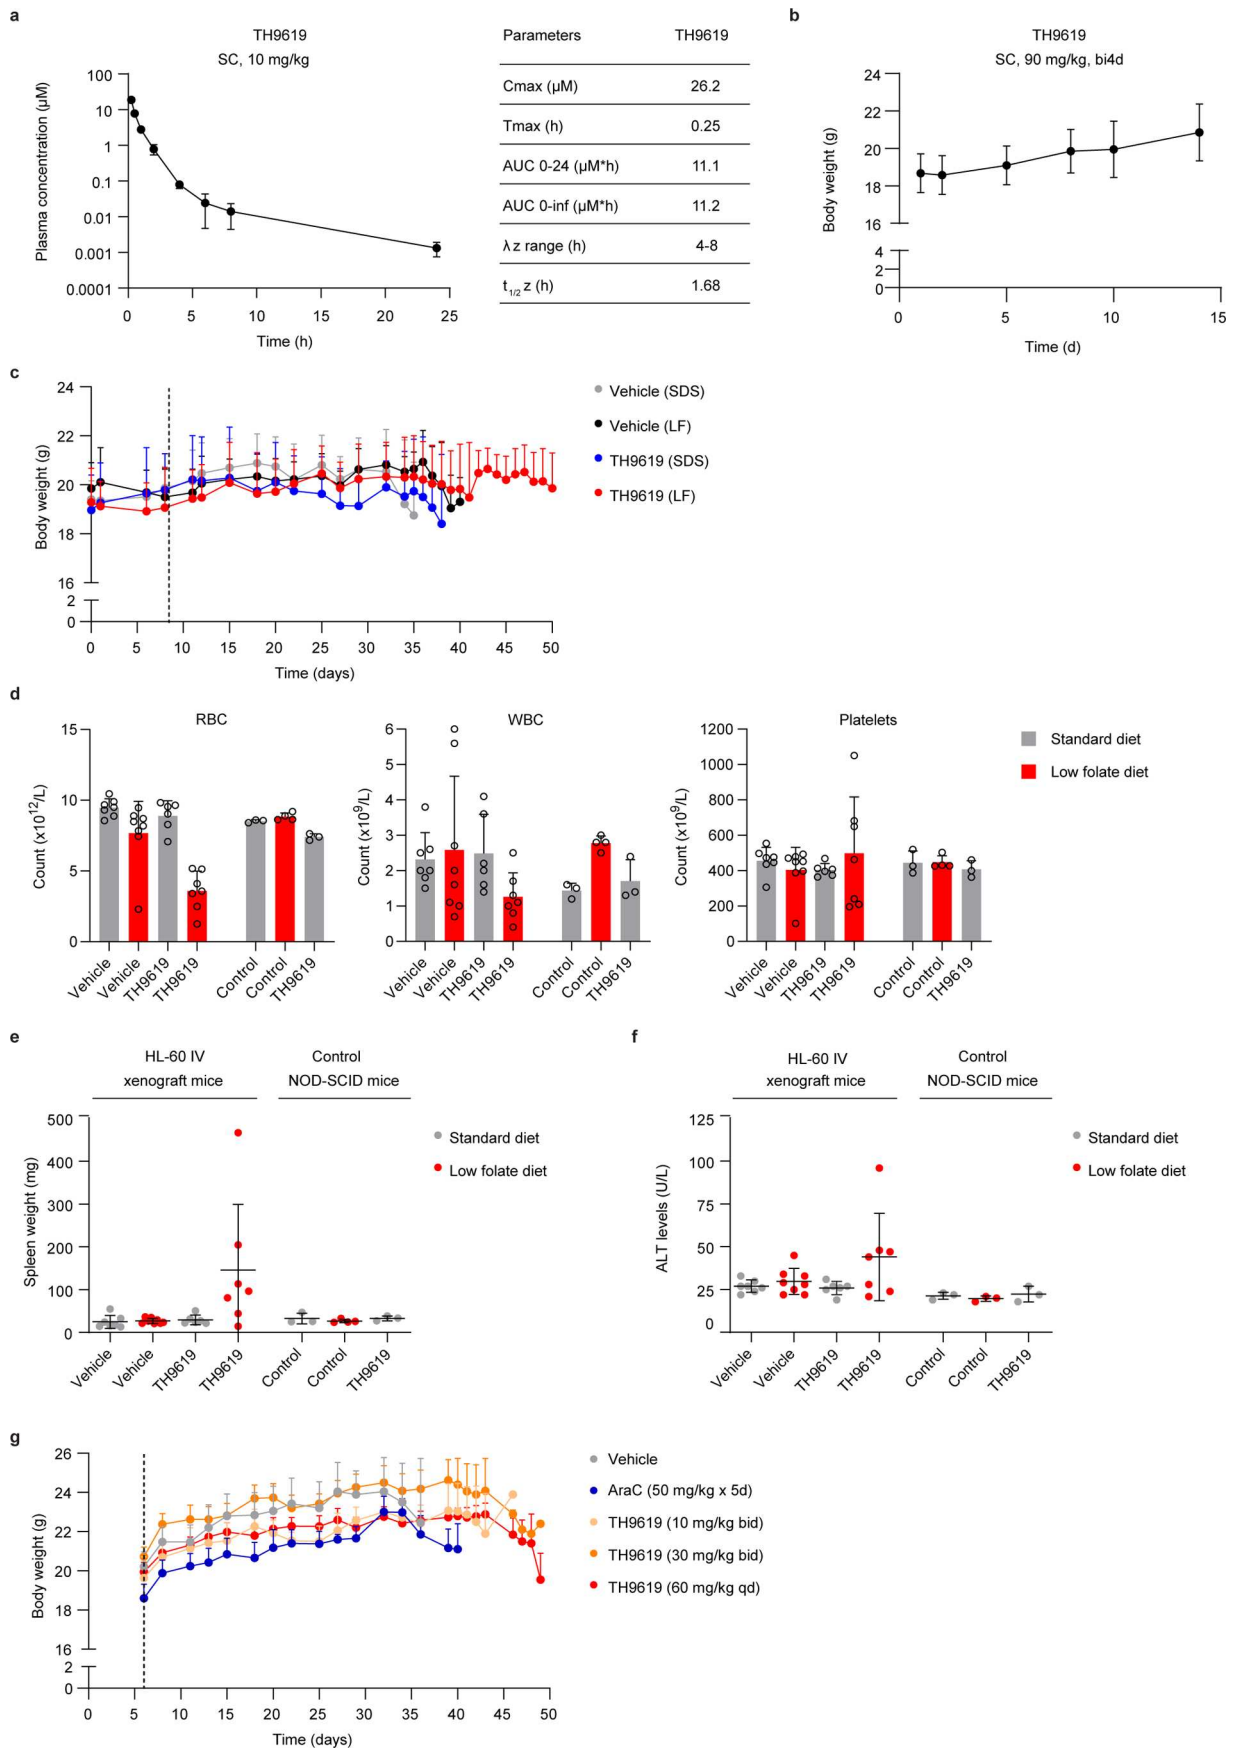 a
TH9619
SC, 10 mg/kg
Plasma concentration (µM)
100
10
1
0.1
0.01
0.001
0.0001
0 5 10 15 20 25
Time (h)
Parameters TH9619
Cmax (µM) 26.2
Tmax (h) 0.25
AUC 0-24 (µM*h) 11.1
AUC 0-inf (µM*h) 11.2
λz range (h) 4-8
t1/2 z (h) 1.68
b
TH9619
SC, 90 mg/kg, bi4d
Body weight (g)
24
22
20
18
16
4
2
0
0 5 10 15
Time (d)
c
Body weight (g)
24
22
20
18
16
2
0
0 5 10 15 20 25 30 35 40 45 50
Time (days)
Vehicle (SDS)
Vehicle (LF)
TH9619 (SDS)
TH9619 (LF)
d
RBC
Count (x10¹²/L)
15
10
5
0
Vehicle Vehicle TH9619 TH9619 Control Control TH9619
WBC
Count (x10⁹/L)
6
5
4
3
2
1
0
Vehicle Vehicle TH9619 TH9619 Control Control TH9619
Platelets
Count (x10⁹/L)
1200
1000
800
600
400
200
0
Vehicle Vehicle TH9619 TH9619 Control Control TH9619
Standard diet
Low folate diet
e
HL-60 IV
xenograft mice
Control
NOD-SCID mice
Spleen weight (mg)
500
400
300
200
100
0
Vehicle Vehicle TH9619 TH9619 Control Control TH9619
Standard diet
Low folate diet
f
HL-60 IV
xenograft mice
Control
NOD-SCID mice
ALT levels (U/L)
125
100
75
50
25
0
Vehicle Vehicle TH9619 TH9619 Control Control TH9619
Standard diet
Low folate diet
g
Body weight (g)
26
24
22
20
18
16
2
0
0 5 10 15 20 25 30 35 40 45 50
Time (days)
Vehicle
AraC (50 mg/kg x 5d)
TH9619 (10 mg/kg bid)
TH9619 (30 mg/kg bid)
TH9619 (60 mg/kg qd)